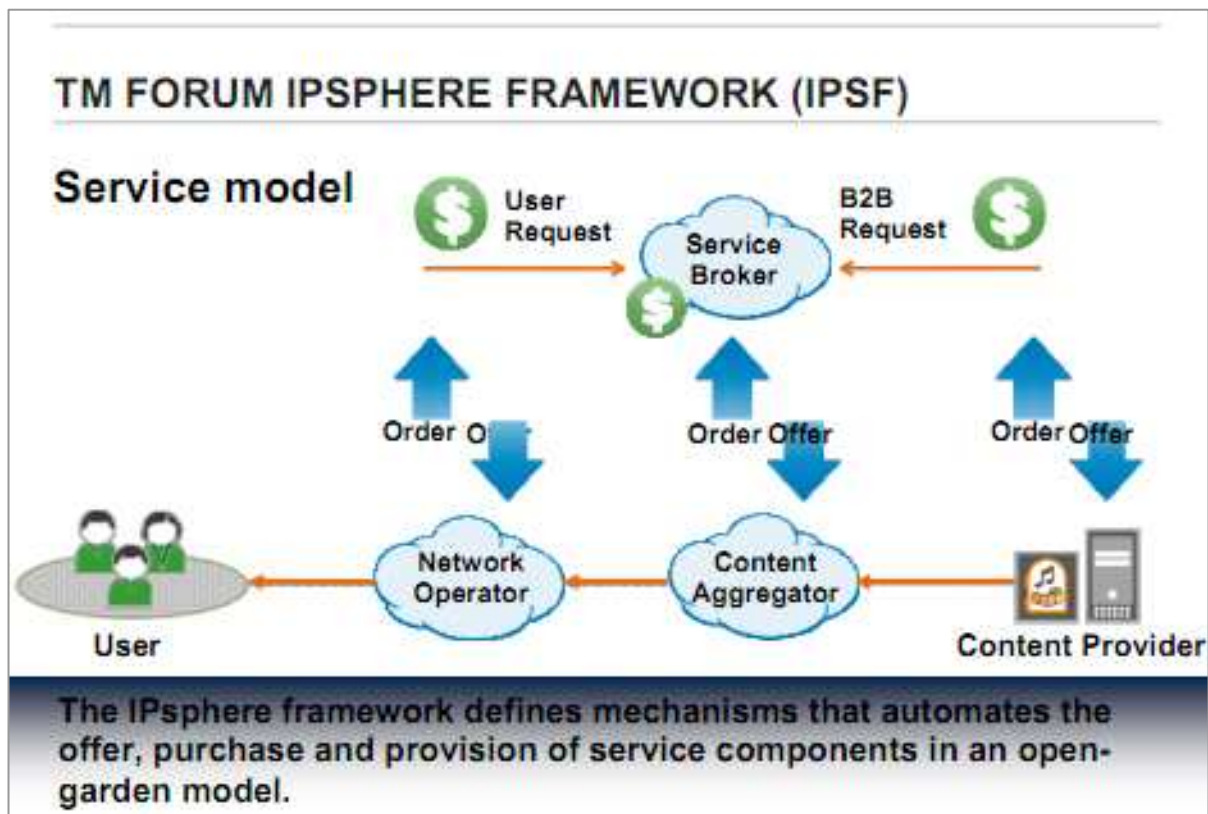 TM FORUM IPSPHERE FRAMEWORK (IPSF)
Service model
User
Request
Service
Broker
B2B
Request
Order
Order Offer
Order Offer
Network
Operator
Content
Aggregator
User
Content Provider
The IPsphere framework defines mechanisms that automates the
offer, purchase and provision of service components in an open-
garden model.